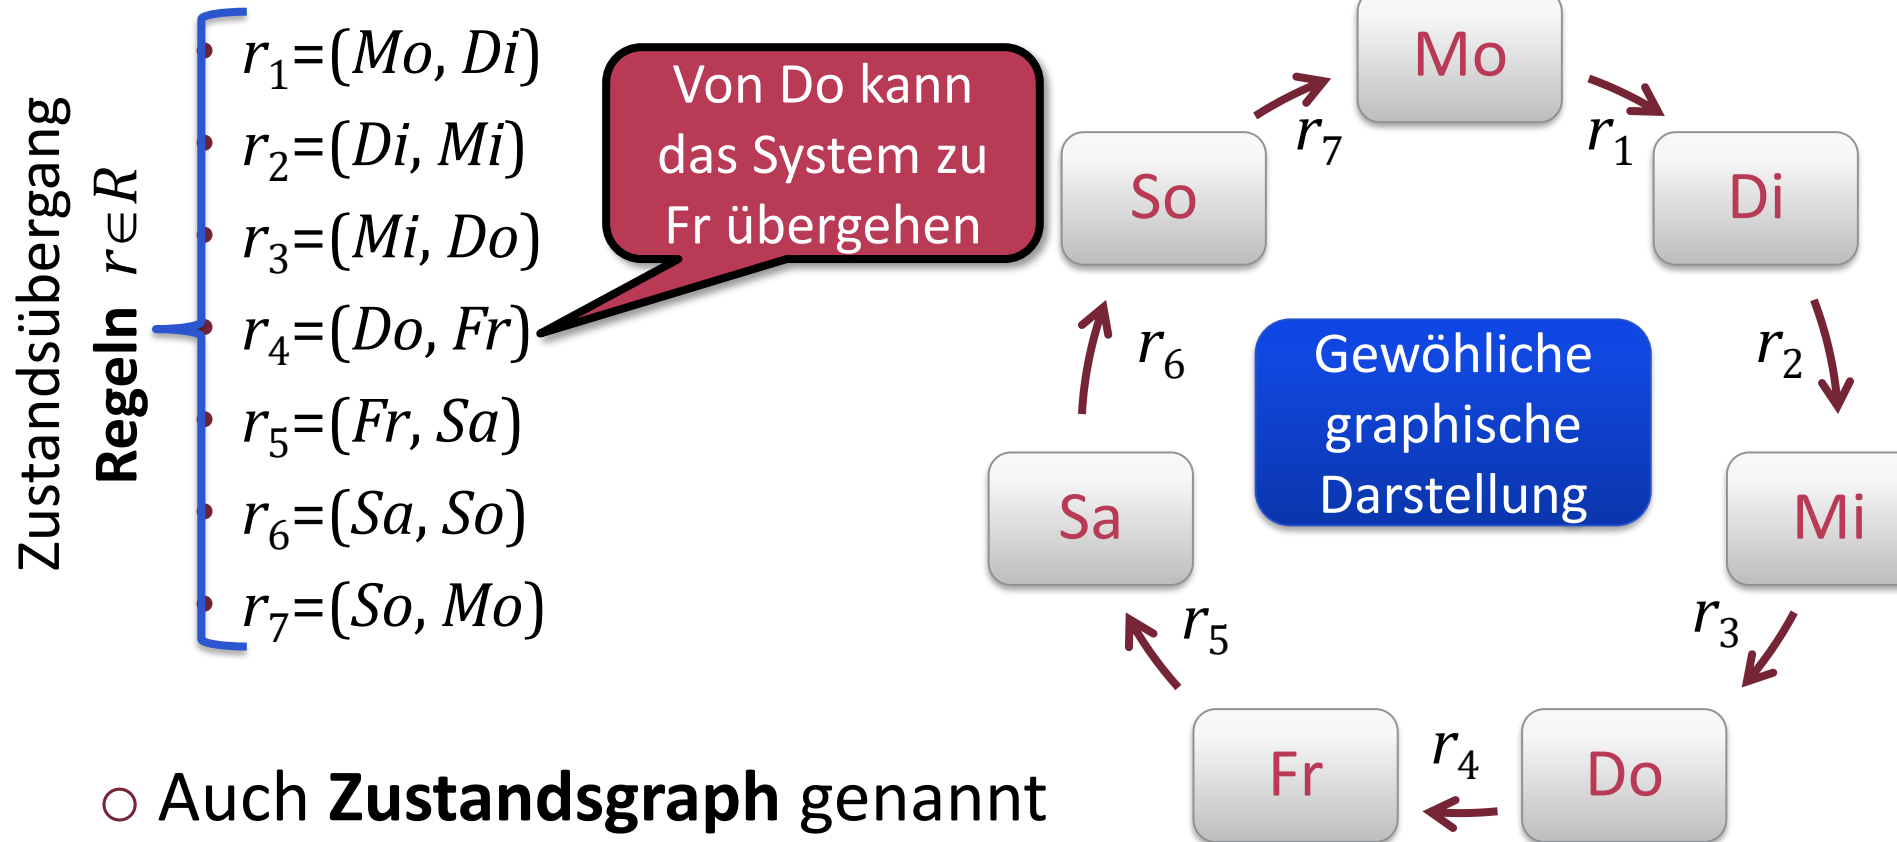 Zustandsübergang
Regeln r∈R
• r₁=(Mo, Di)
• r₂=(Di, Mi)
• r₃=(Mi, Do)
• r₄=(Do, Fr)
• r₅=(Fr, Sa)
• r₆=(Sa, So)
• r₇=(So, Mo)
Von Do kann
das System zu
Fr übergehen
Mo
r₇
r₁
So
Di
r₆
Gewöhliche
graphische
Darstellung
r₂
Sa
Mi
r₅
r₃
Fr
r₄
Do
○ Auch Zustandsgraph genannt